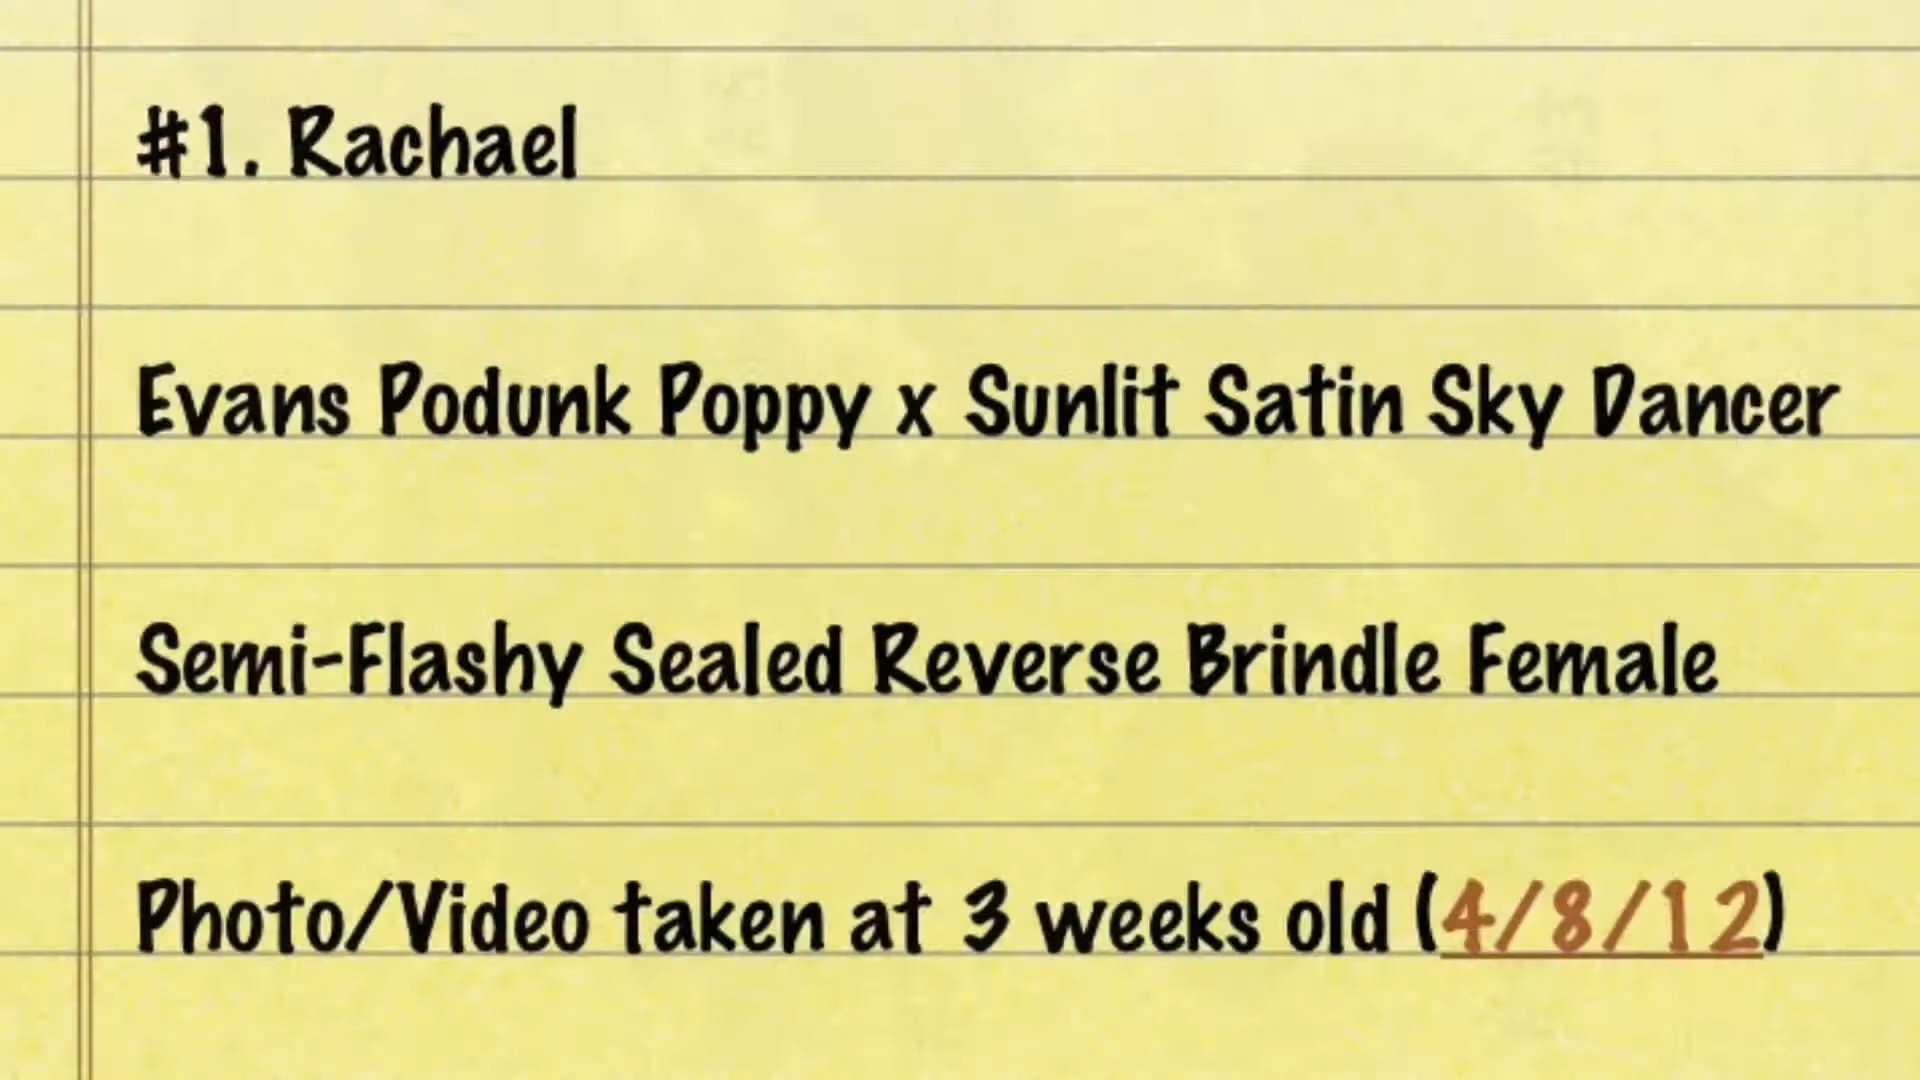 #1. Rachael
Evans Podunk Poppy x Sunlit Satin Sky Dancer
Semi-Flashy Sealed Reverse Brindle Female
Photo/Video taken at 3 weeks old (4/8/12)